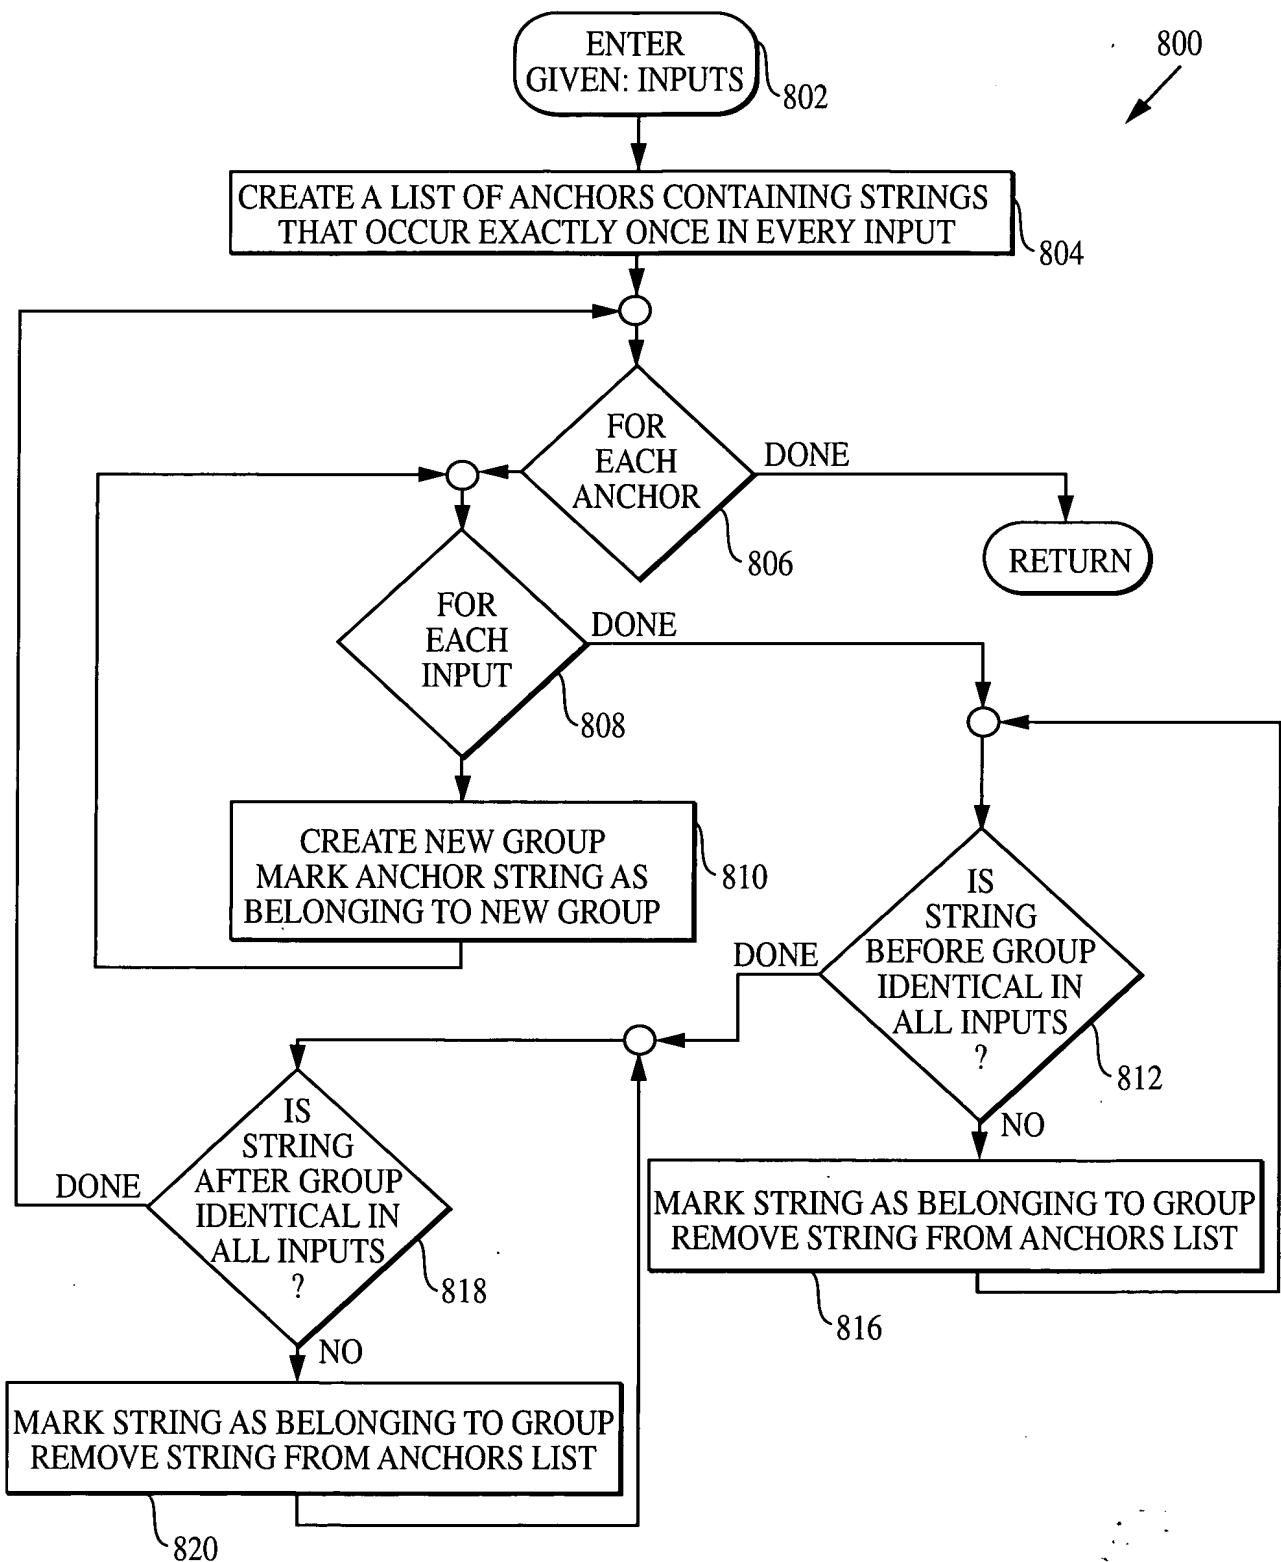 800
ENTER
GIVEN: INPUTS
802
CREATE A LIST OF ANCHORS CONTAINING STRINGS
THAT OCCUR EXACTLY ONCE IN EVERY INPUT
804
FOR
EACH
ANCHOR
DONE
806
RETURN
FOR
EACH
INPUT
DONE
808
CREATE NEW GROUP
MARK ANCHOR STRING AS
BELONGING TO NEW GROUP
810
IS
STRING
BEFORE GROUP
IDENTICAL IN
ALL INPUTS
?
DONE
812
NO
MARK STRING AS BELONGING TO GROUP
REMOVE STRING FROM ANCHORS LIST
816
IS
STRING
AFTER GROUP
IDENTICAL IN
ALL INPUTS
?
DONE
818
NO
MARK STRING AS BELONGING TO GROUP
REMOVE STRING FROM ANCHORS LIST
820